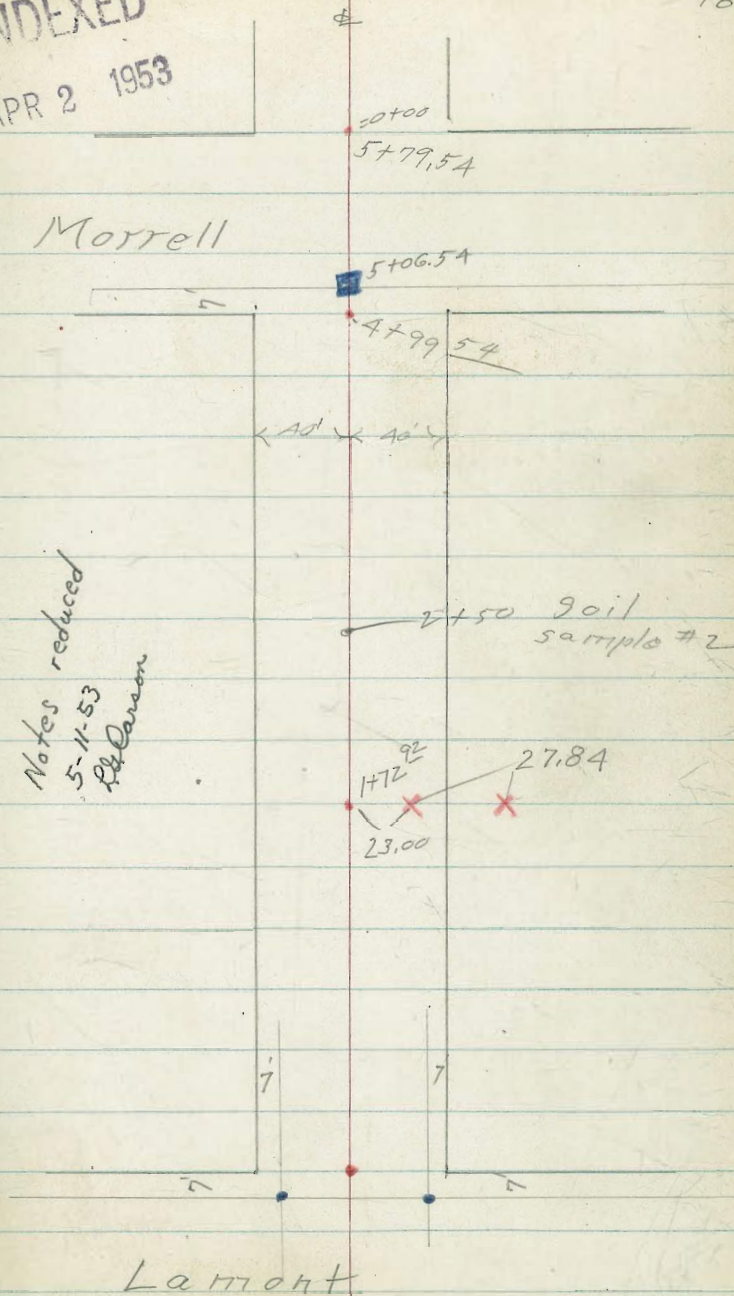 INDEXED
APR 2 1953
℄
=0+00
5+79.54
Morrell
5+06.54
7'
4+99 54
40' 40'
2+50 Soil
sample #2
Notes reduced
5-11-53
1+72 92
27.84
23.00
7' 7
7 7
Lamont